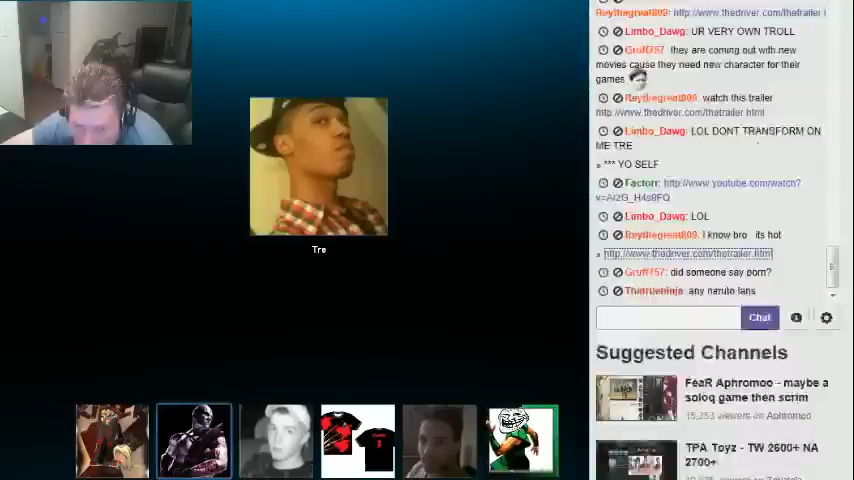 Reythegreat809: http://www.thedriver.com/thetrailer.
Limbo_Dawg: UR VERY OWN TROLL
Gruff757: they are coming out with new
movies cause they need new character for their
games
Reythegreat809: watch this trailer
http://www.thedriver.com/thetrailer.html
Limbo_Dawg: LOL DONT TRANSFORM ON
ME TRE
» *** YO SELF
Factorr: http://www.youtube.com/watch?
Limbo_Dawg: LOL
Reythegreat809: I know bro its hot
» http://www.thedriver.com/thetrailer.html
Gruff757: did someone say porn?
Thatrueninja: any naruto fans
Tre
Chat
Suggested Channels
FeaR Aphromoo - maybe a
soloq game then scrim
15,253 viewers on Aphromoo
TPA Toyz - TW 2600+ NA
2700+